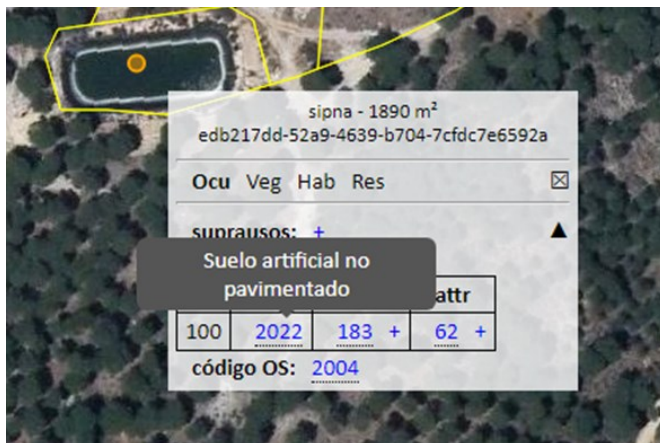 sipna - 1890 m²
edb217dd-52a9-4639-b704-7cfdc7e6592a
Ocu Veg Hab Res
suprausos: +
Suelo artificial no
pavimentado
attr
100 2022 183 + 62 +
código OS: 2004